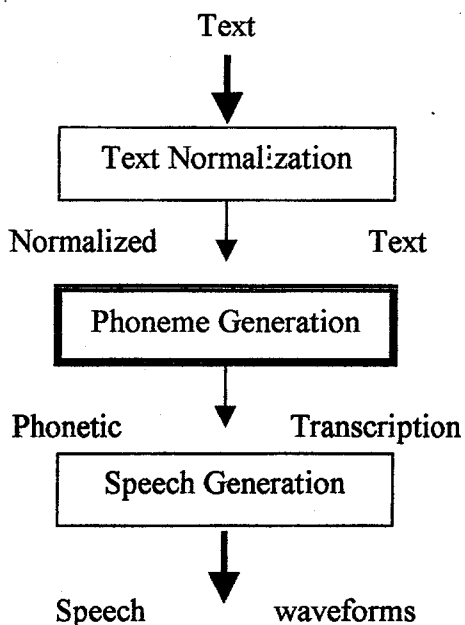 Text
Text Normalization
Normalized Text
Phoneme Generation
Phonetic Transcription
Speech Generation
Speech waveforms